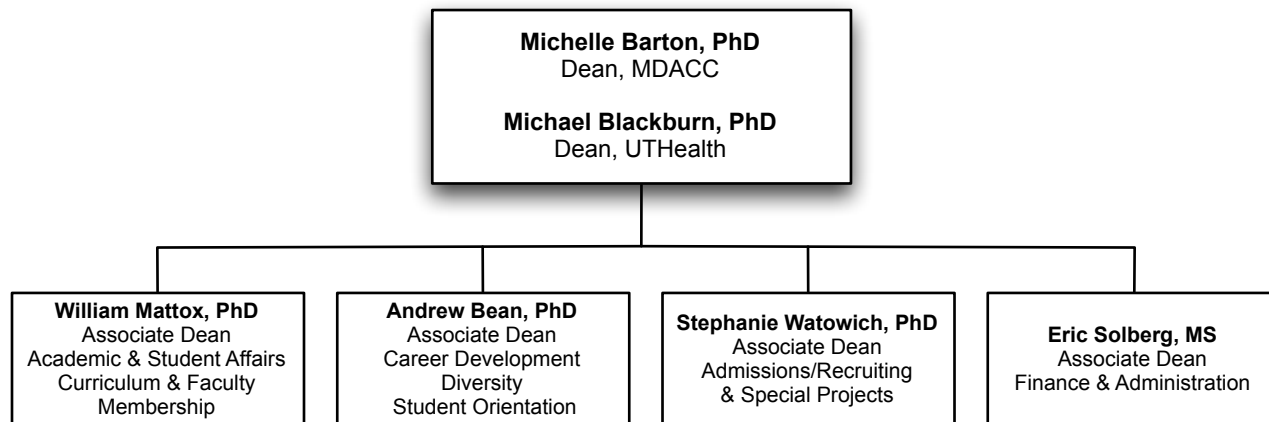 Michelle Barton, PhD
Dean, MDACC
Michael Blackburn, PhD
Dean, UTHealth
William Mattox, PhD
Associate Dean
Academic & Student Affairs
Curriculum & Faculty
Membership
Andrew Bean, PhD
Associate Dean
Career Development
Diversity
Student Orientation
Stephanie Watowich, PhD
Associate Dean
Admissions/Recruiting
& Special Projects
Eric Solberg, MS
Associate Dean
Finance & Administration